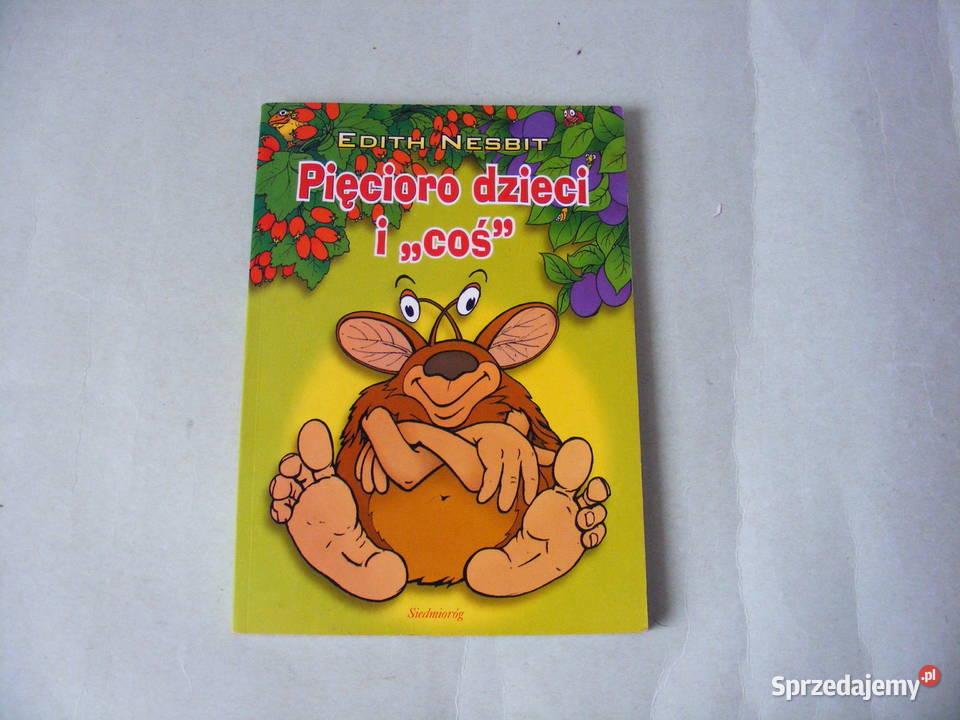 EDITH NESBIT
Pięcioro dzieci
i „coś”
Siedmioróg
Sprzedajemy.pl